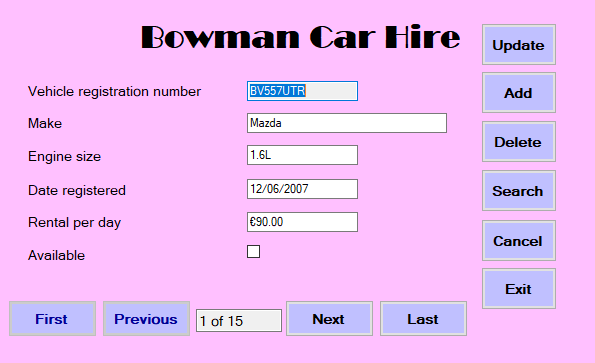 Bowman Car Hire
Update
Vehicle registration number BV557UTR
Add
Make Mazda
Delete
Engine size 1.6L
Date registered 12/06/2007
Search
Rental per day €90.00
Cancel
Available
Exit
First Previous 1 of 15 Next Last